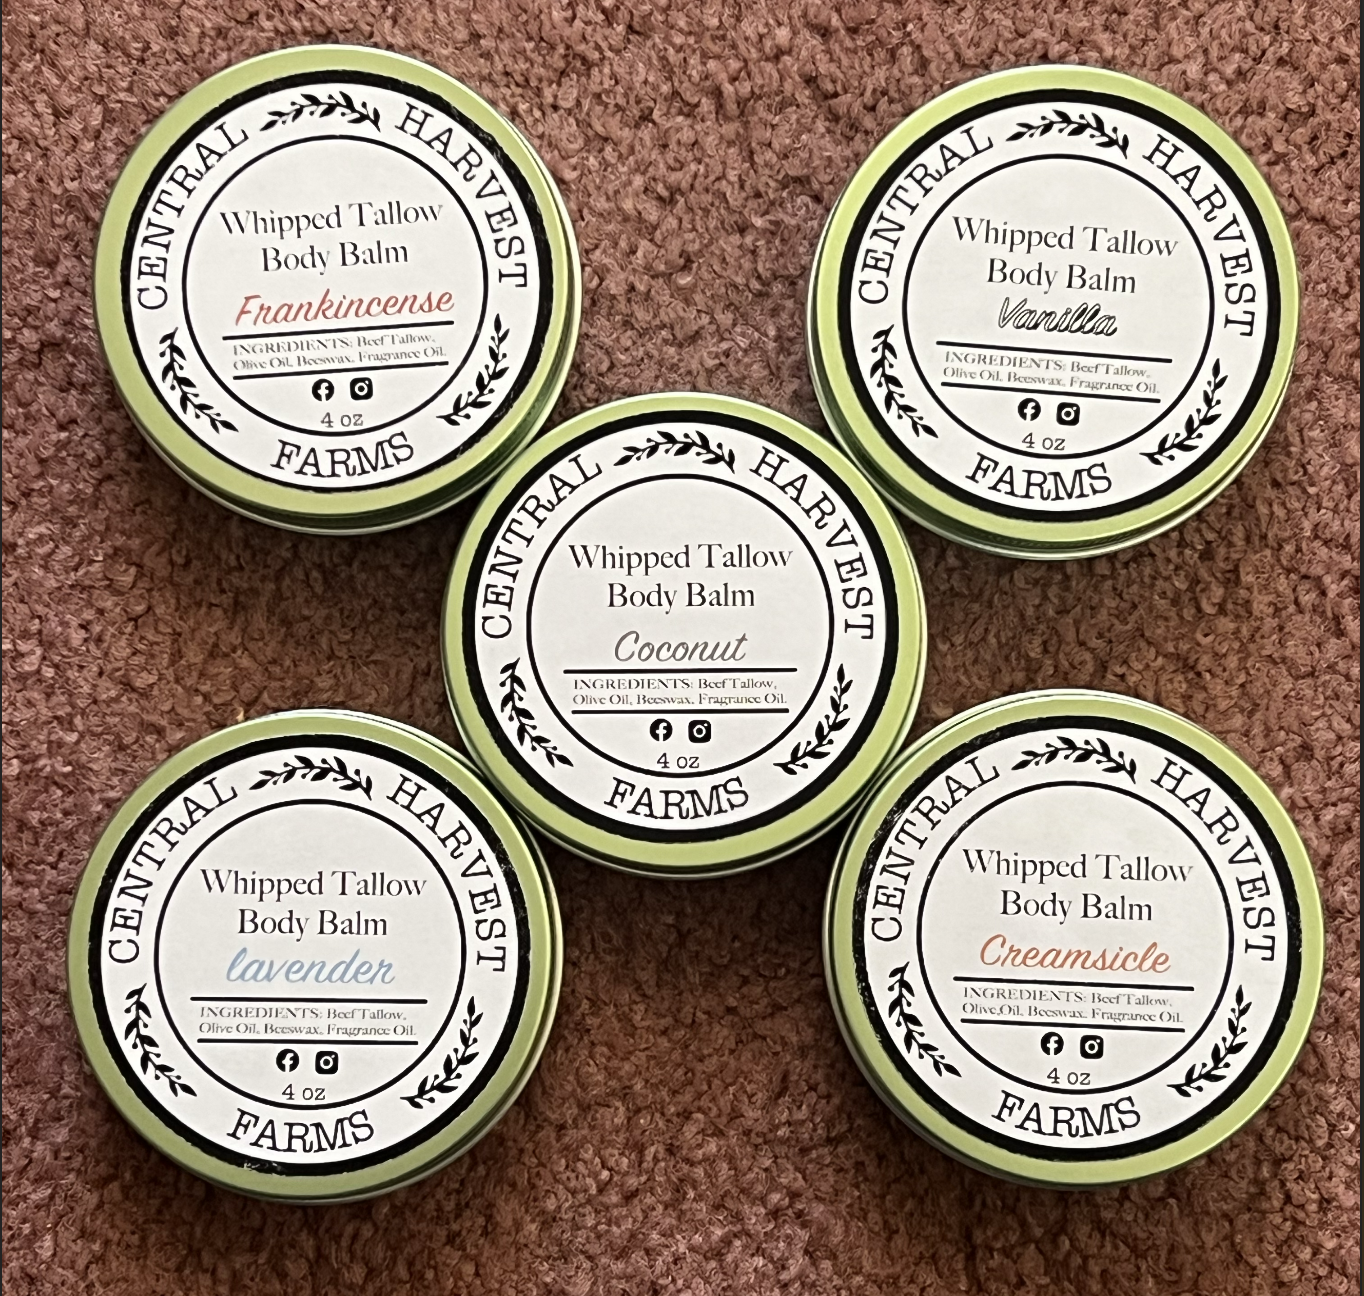 CENTRAL HARVEST
Whipped Tallow
Body Balm
Frankincense
INGREDIENTS: Beef Tallow,
Olive Oil, Beeswax, Fragrance Oil.
4 oz
FARMS
CENTRAL HARVEST
Whipped Tallow
Body Balm
Vanilla
INGREDIENTS: Beef Tallow,
Olive Oil, Beeswax, Fragrance Oil.
4 oz
FARMS
CENTRAL HARVEST
Whipped Tallow
Body Balm
Coconut
INGREDIENTS: Beef Tallow,
Olive Oil, Beeswax, Fragrance Oil.
4 oz
FARMS
CENTRAL HARVEST
Whipped Tallow
Body Balm
lavender
INGREDIENTS: Beef Tallow,
Olive Oil, Beeswax, Fragrance Oil.
4 oz
FARMS
CENTRAL HARVEST
Whipped Tallow
Body Balm
Creamsicle
INGREDIENTS: Beef Tallow,
Olive Oil, Beeswax, Fragrance Oil.
4 oz
FARMS